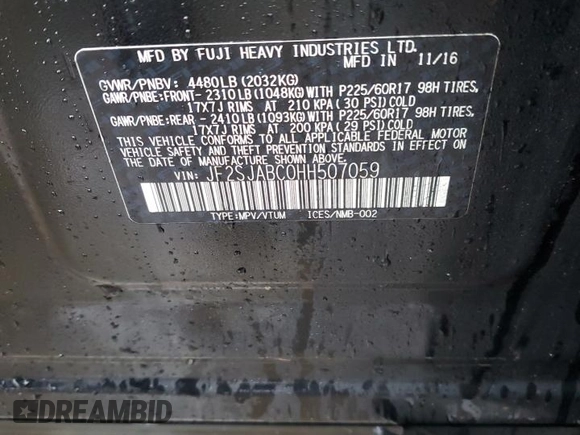 MFD BY FUJI HEAVY INDUSTRIES LTD.
MFD IN 11/16
GVWR/PNBV: 4480LB (2032KG)
GAWR/PNBE:FRONT-2310LB(1048KG)WITH P225/60R17 98H TIRES,
17X7J RIMS AT 210 KPA (30 PSI)COLD
GAWR/PNBE:REAR -2410LB(1093KG)WITH P225/60R17 98H TIRES,
17X7J RIMS AT 200 KPA (29 PSI)COLD
THIS VEHICLE CONFORMS TO ALL APPLICABLE FEDERAL MOTOR
VEHICLE SAFETY AND THEFT PREVENTION STANDARDS IN EFFECT
ON THE DATE OF MANUFACTURE SHOWN ABOVE.
VIN: JF2SJABC0HH507059
TYPE:MPV/VTUM ICES/NMB-002
DREAMBID